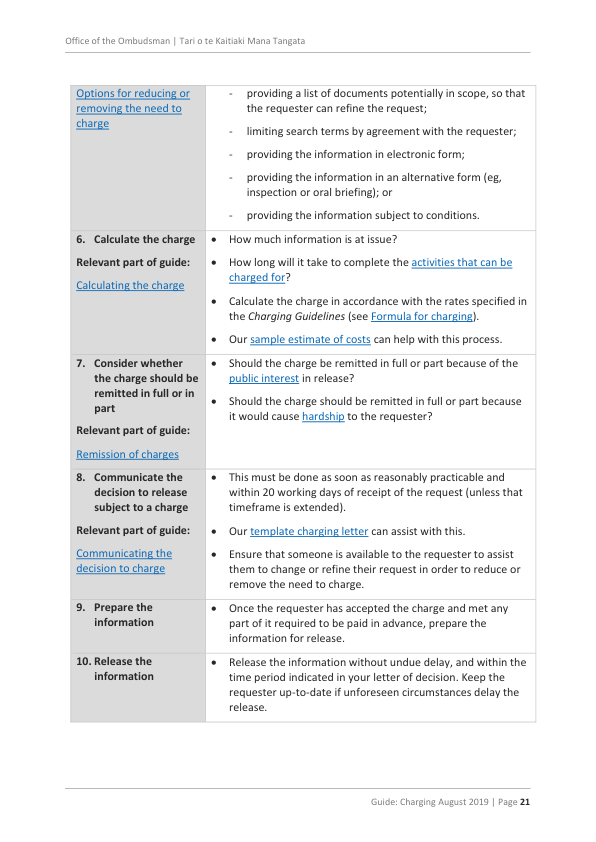 Office of the Ombudsman | Tari o te Kaitiaki Mana Tangata
Options for reducing or
removing the need to
charge
- providing a list of documents potentially in scope, so that
the requester can refine the request;
- limiting search terms by agreement with the requester;
- providing the information in electronic form;
- providing the information in an alternative form (eg,
inspection or oral briefing); or
- providing the information subject to conditions.
6. Calculate the charge
Relevant part of guide:
Calculating the charge
• How much information is at issue?
• How long will it take to complete the activities that can be
charged for?
• Calculate the charge in accordance with the rates specified in
the Charging Guidelines (see Formula for charging).
• Our sample estimate of costs can help with this process.
7. Consider whether
the charge should be
remitted in full or in
part
Relevant part of guide:
Remission of charges
• Should the charge be remitted in full or part because of the
public interest in release?
• Should the charge should be remitted in full or part because
it would cause hardship to the requester?
8. Communicate the
decision to release
subject to a charge
Relevant part of guide:
Communicating the
decision to charge
• This must be done as soon as reasonably practicable and
within 20 working days of receipt of the request (unless that
timeframe is extended).
• Our template charging letter can assist with this.
• Ensure that someone is available to the requester to assist
them to change or refine their request in order to reduce or
remove the need to charge.
9. Prepare the
information
• Once the requester has accepted the charge and met any
part of it required to be paid in advance, prepare the
information for release.
10. Release the
information
• Release the information without undue delay, and within the
time period indicated in your letter of decision. Keep the
requester up-to-date if unforeseen circumstances delay the
release.
Guide: Charging August 2019 | Page 21